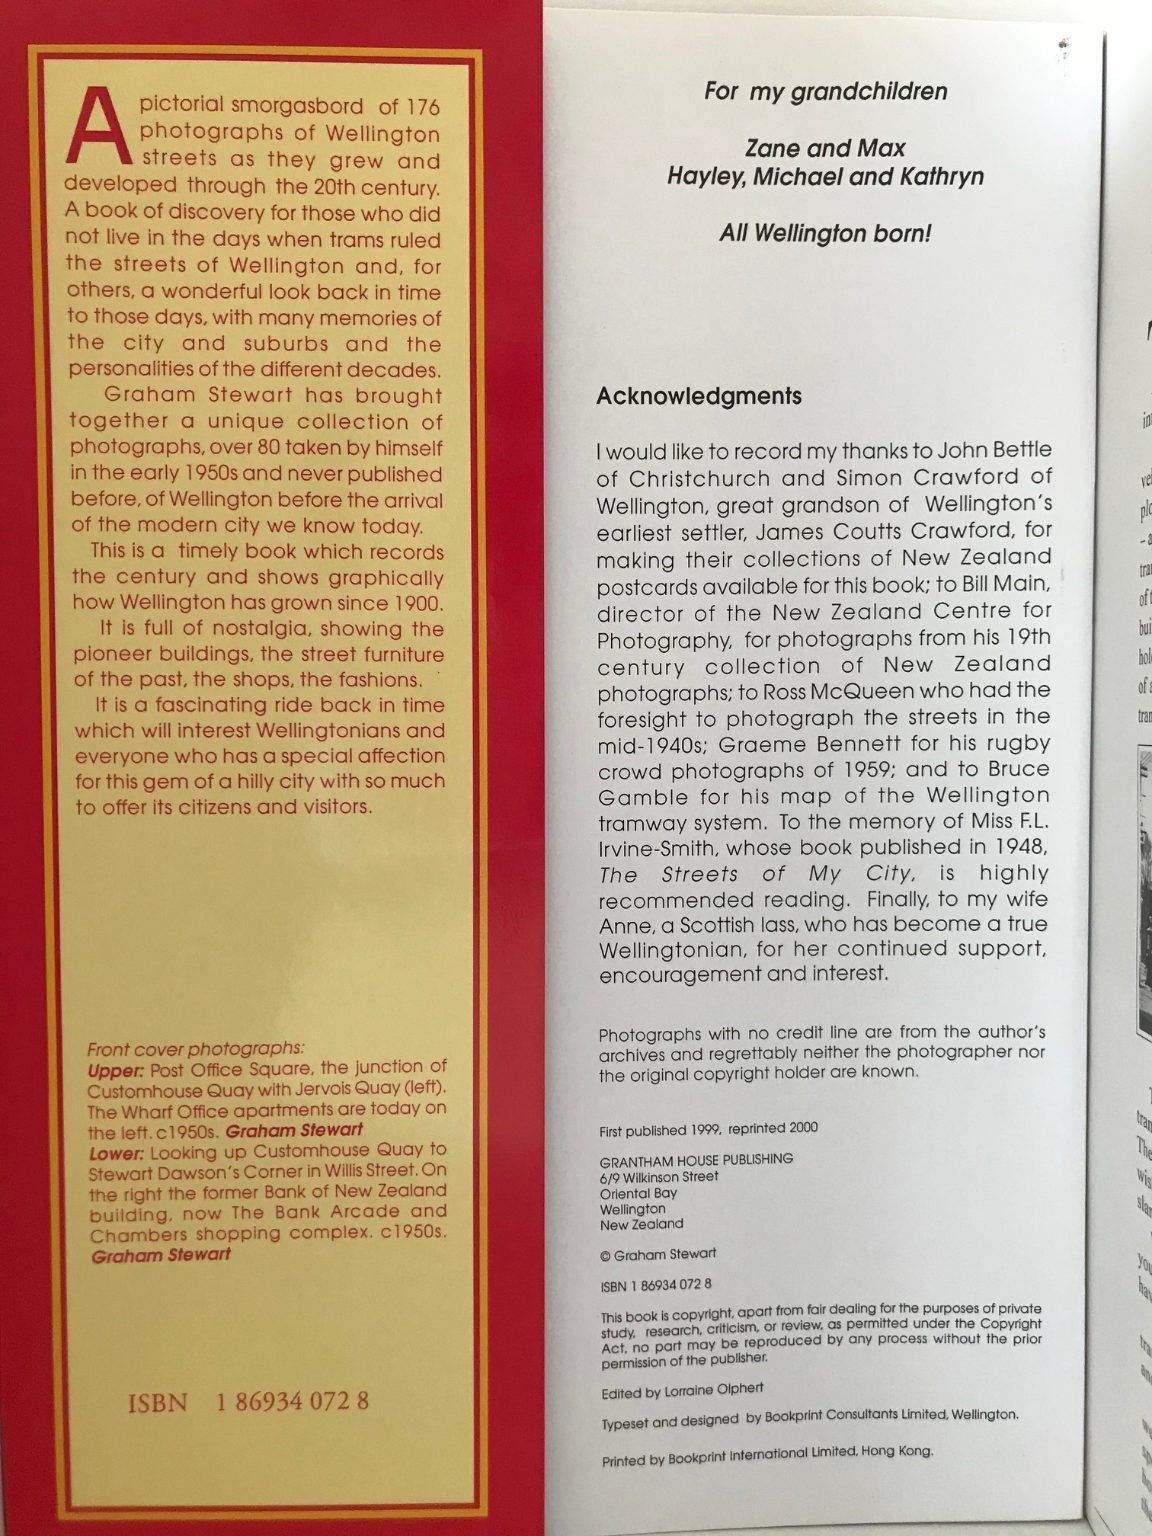 A pictorial smorgasbord of 176
photographs of Wellington
streets as they grew and
developed through the 20th century.
A book of discovery for those who did
not live in the days when trams ruled
the streets of Wellington and, for
others, a wonderful look back in time
to those days, with many memories of
the city and suburbs and the
personalities of the different decades.
Graham Stewart has brought
together a unique collection of
photographs, over 80 taken by himself
in the early 1950s and never published
before, of Wellington before the arrival
of the modern city we know today.
This is a timely book which records
the century and shows graphically
how Wellington has grown since 1900.
It is full of nostalgia, showing the
pioneer buildings, the street furniture
of the past, the shops, the fashions.
It is a fascinating ride back in time
which will interest Wellingtonians and
everyone who has a special affection
for this gem of a hilly city with so much
to offer its citizens and visitors.
Front cover photographs:
Upper: Post Office Square, the junction of
Customhouse Quay with Jervois Quay (left).
The Wharf Office apartments are today on
the left. c1950s. Graham Stewart
Lower: Looking up Customhouse Quay to
Stewart Dawson's Corner in Willis Street. On
the right the former Bank of New Zealand
building, now The Bank Arcade and
Chambers shopping complex. c1950s.
Graham Stewart
ISBN 1 86934 072 8
For my grandchildren
Zane and Max
Hayley, Michael and Kathryn
All Wellington born!
Acknowledgments
I would like to record my thanks to John Bettle
of Christchurch and Simon Crawford of
Wellington, great grandson of Wellington's
earliest settler, James Coutts Crawford, for
making their collections of New Zealand
postcards available for this book; to Bill Main,
director of the New Zealand Centre for
Photography, for photographs from his 19th
century collection of New Zealand
photographs; to Ross McQueen who had the
foresight to photograph the streets in the
mid-1940s; Graeme Bennett for his rugby
crowd photographs of 1959; and to Bruce
Gamble for his map of the Wellington
tramway system. To the memory of Miss F.L.
Irvine-Smith, whose book published in 1948,
The Streets of My City, is highly
recommended reading. Finally, to my wife
Anne, a Scottish lass, who has become a true
Wellingtonian, for her continued support,
encouragement and interest.
Photographs with no credit line are from the author's
archives and regrettably neither the photographer nor
the original copyright holder are known.
First published 1999, reprinted 2000
GRANTHAM HOUSE PUBLISHING
6/9 Wilkinson Street
Oriental Bay
Wellington
New Zealand
© Graham Stewart
ISBN 1 86934 072 8
This book is copyright, apart from fair dealing for the purposes of private
study, research, criticism, or review, as permitted under the Copyright
Act, no part may be reproduced by any process without the prior
permission of the publisher.
Edited by Lorraine Olphert
Typeset and designed by Bookprint Consultants Limited, Wellington.
Printed by Bookprint International Limited, Hong Kong.